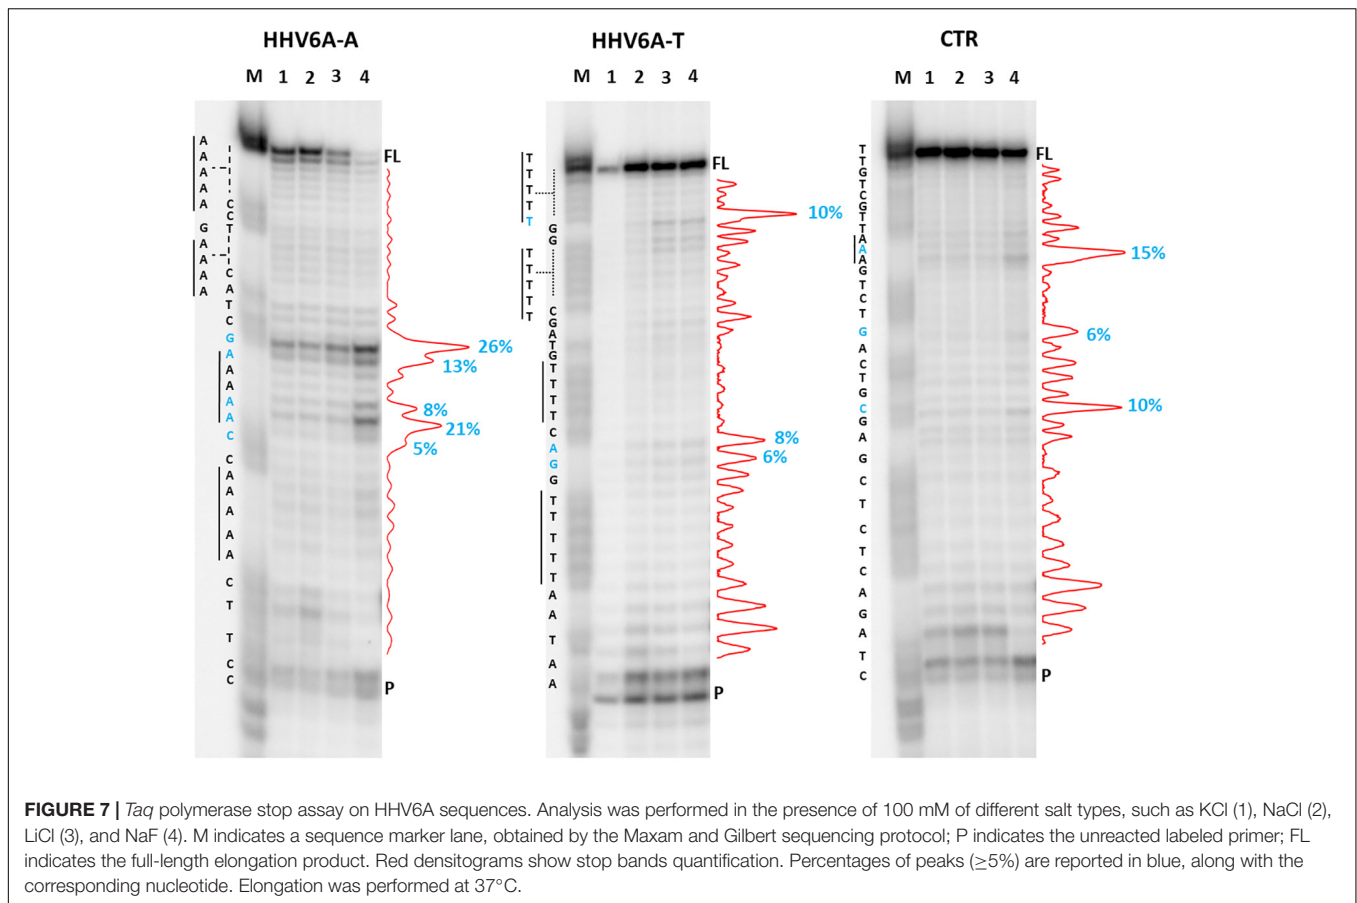 HHV6A-A
M 1 2 3 4
A
A
A
A
A
G
A
A
A
A
C
C
T
C
A
T
C
G
A
A
A
A
A
C
C
A
A
A
A
A
C
T
T
C
C
FL
26%
13%
8%
21%
5%
P
HHV6A-T
M 1 2 3 4
T
T
T
T
T
G
G
T
T
T
T
T
C
G
A
T
G
T
T
T
T
C
A
G
G
T
T
T
T
T
A
A
T
A
A
FL
10%
8%
6%
P
CTR
M 1 2 3 4
T
T
G
T
C
G
T
T
A
A
A
G
T
C
T
G
A
C
T
G
C
G
A
G
C
T
C
T
C
A
G
A
T
C
FL
15%
6%
10%
P
FIGURE 7 | Taq polymerase stop assay on HHV6A sequences. Analysis was performed in the presence of 100 mM of different salt types, such as KCl (1), NaCl (2),
LiCl (3), and NaF (4). M indicates a sequence marker lane, obtained by the Maxam and Gilbert sequencing protocol; P indicates the unreacted labeled primer; FL
indicates the full-length elongation product. Red densitograms show stop bands quantification. Percentages of peaks (≥5%) are reported in blue, along with the
corresponding nucleotide. Elongation was performed at 37°C.